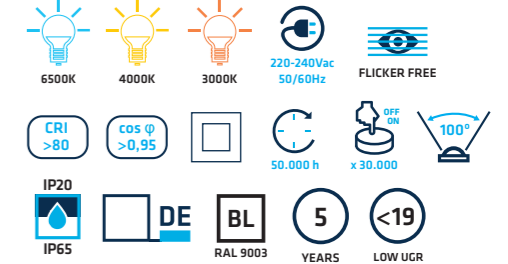 6500K
4000K
3000K
220-240Vac
50/60Hz
FLICKER FREE
CRI
>80
cos φ
>0,95
50.000 h
OFF
ON
x 30.000
100°
IP20
IP65
DE
BL
RAL 9003
5
YEARS
<19
LOW UGR